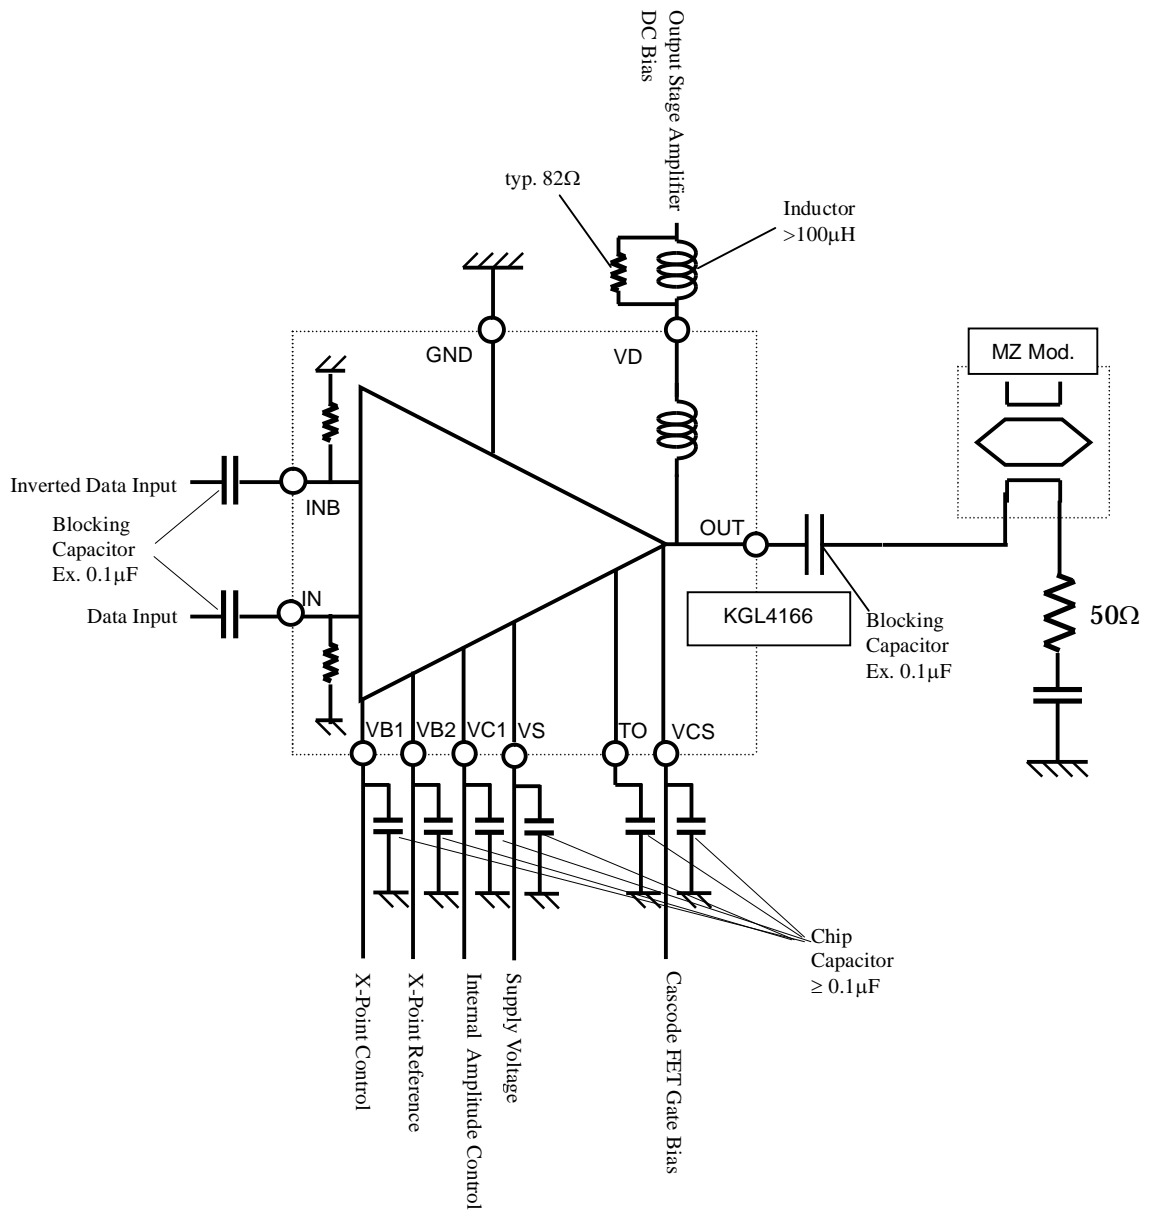 Output Stage Amplifier
DC Bias
typ. 82Ω
Inductor
>100μH
GND
VD
MZ Mod.
Inverted Data Input
INB
Blocking
Capacitor
Ex. 0.1μF
OUT
IN
Data Input
KGL4166
Blocking
Capacitor
Ex. 0.1μF
50Ω
VB1
VB2
VC1
VS
TO
VCS
Chip
Capacitor
≥ 0.1μF
X-Point Control
X-Point Reference
Internal Amplitude Control
Supply Voltage
Cascode FET Gate Bias